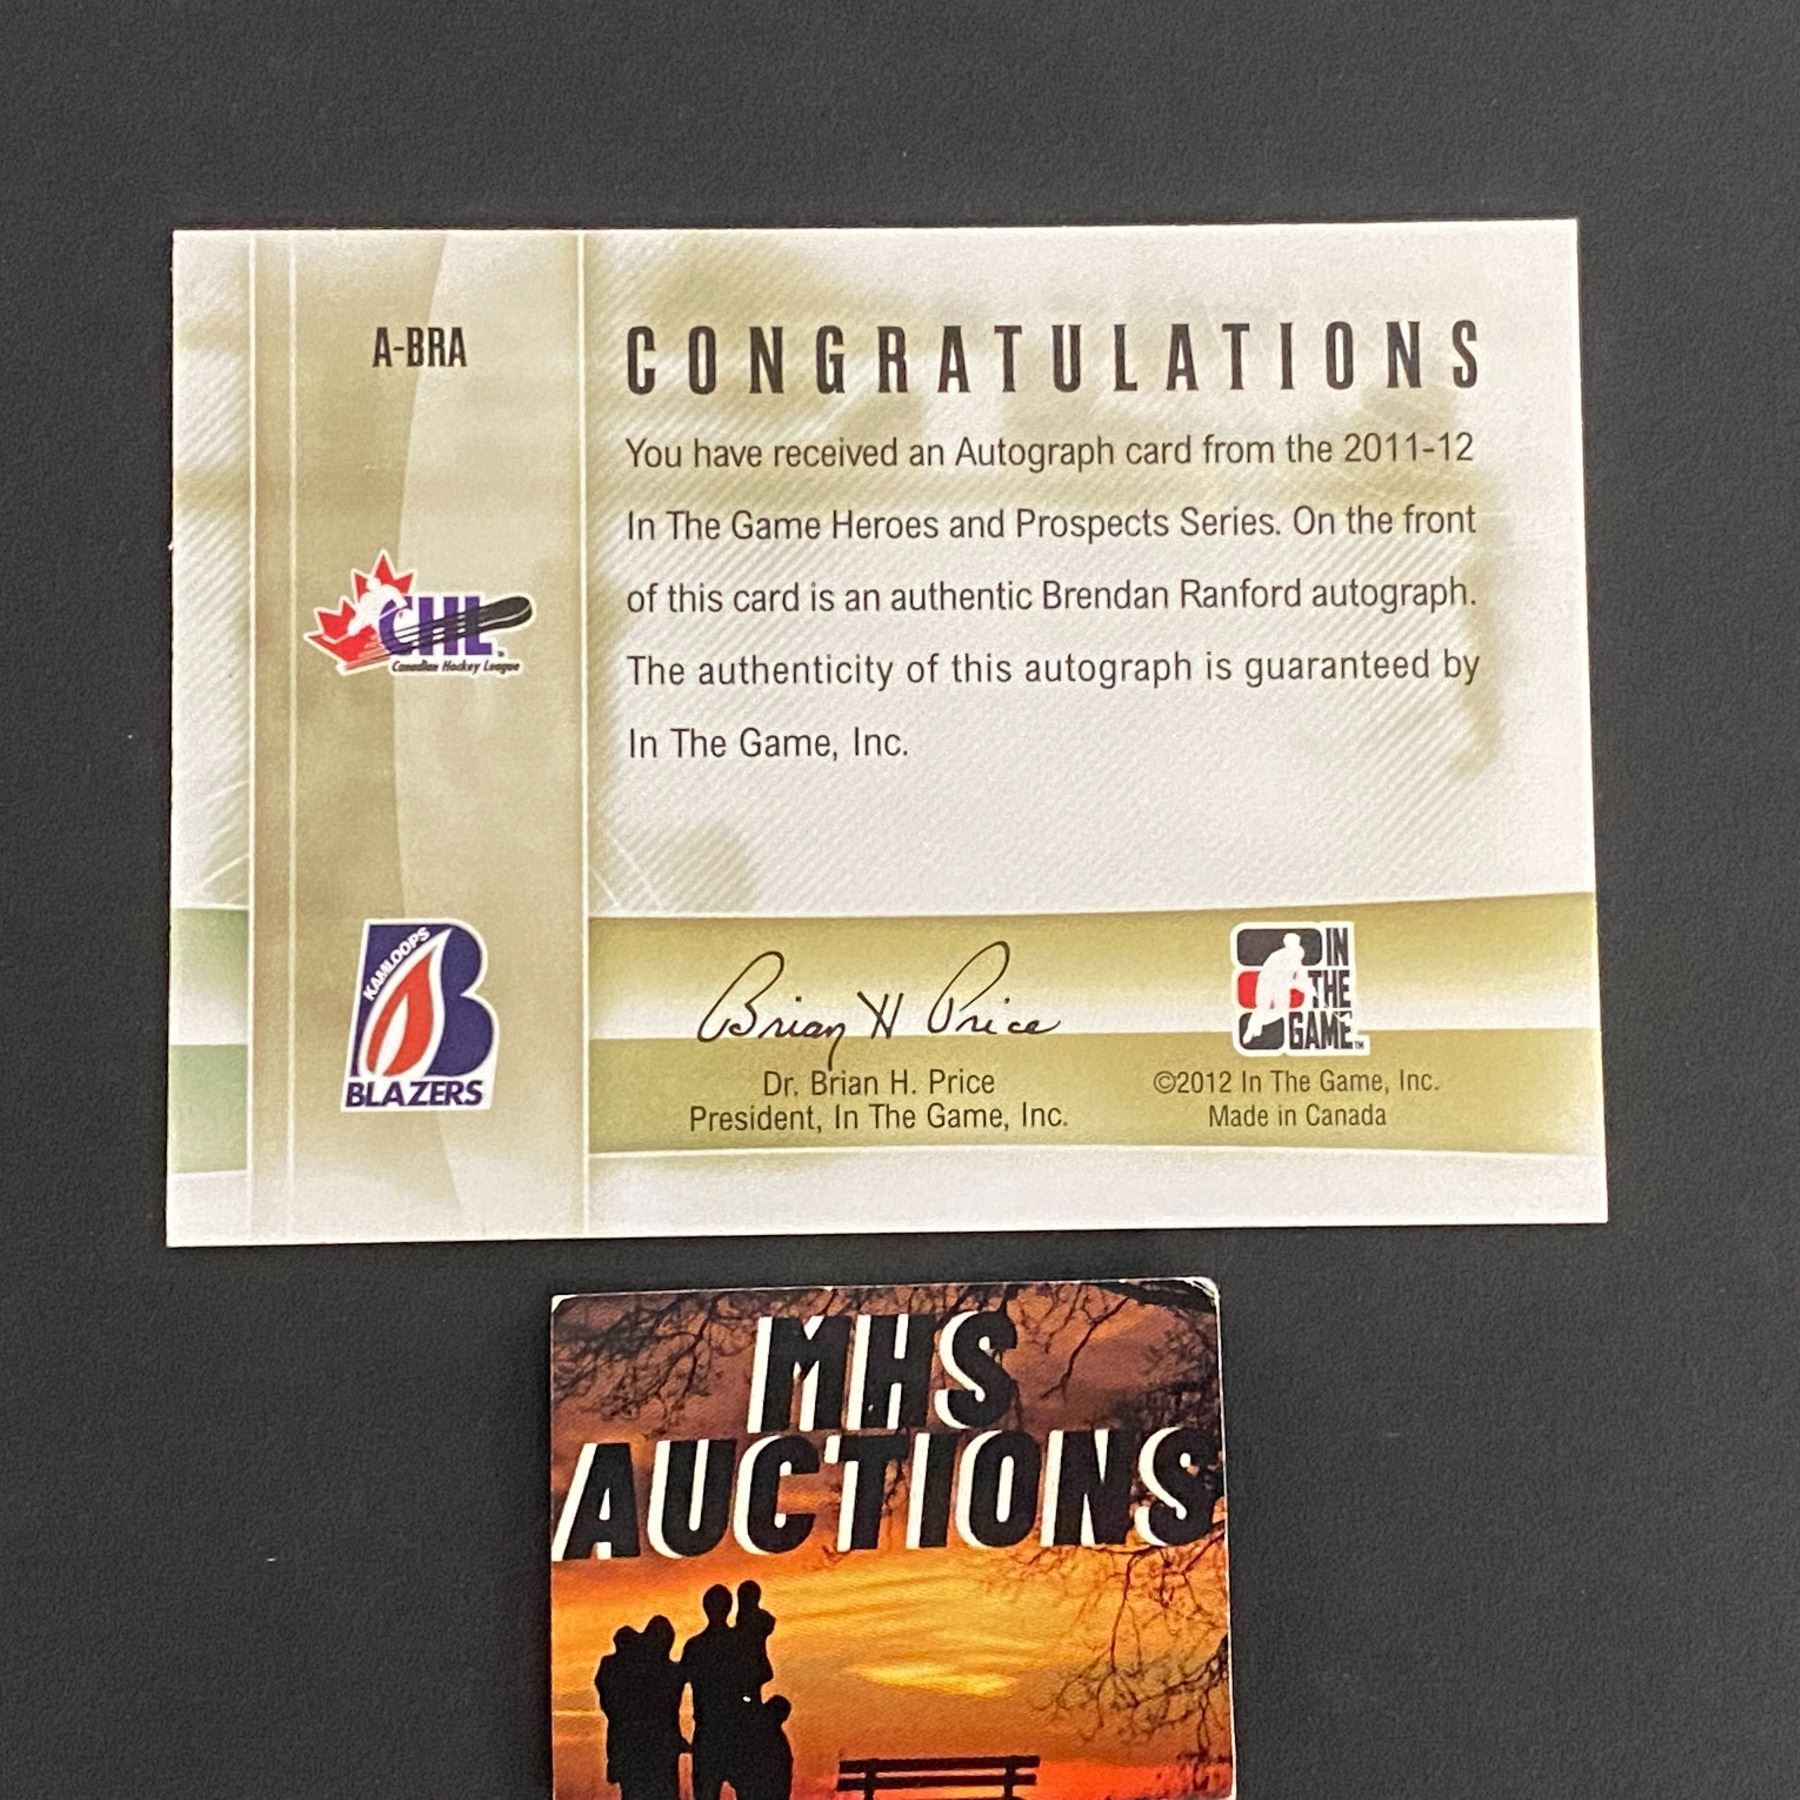 A-BRA
CONGRATULATIONS
You have received an Autograph card from the 2011-12
In The Game Heroes and Prospects Series. On the front
of this card is an authentic Brendan Ranford autograph.
The authenticity of this autograph is guaranteed by
In The Game, Inc.
CHL
Canadian Hockey League
KAMLOOPS
BLAZERS
Brian H Price
Dr. Brian H. Price
President, In The Game, Inc.
IN
THE
GAME™
©2012 In The Game, Inc.
Made in Canada
MHS
AUCTIONS